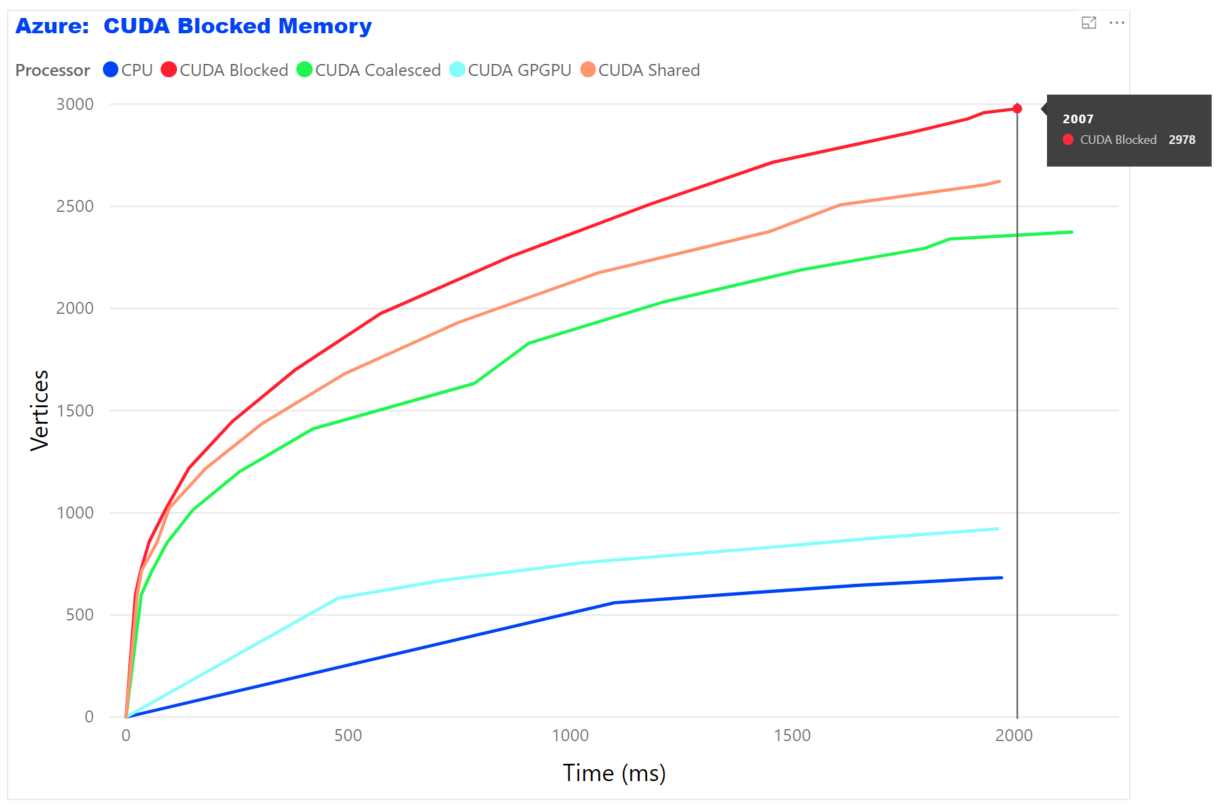 Azure:  CUDA Blocked Memory
Processor CPU CUDA Blocked CUDA Coalesced CUDA GPGPU CUDA Shared
3000
2007
CUDA Blocked 2978
2500
2000
Vertices
1500
1000
500
0
0 500 1000 1500 2000
Time (ms)